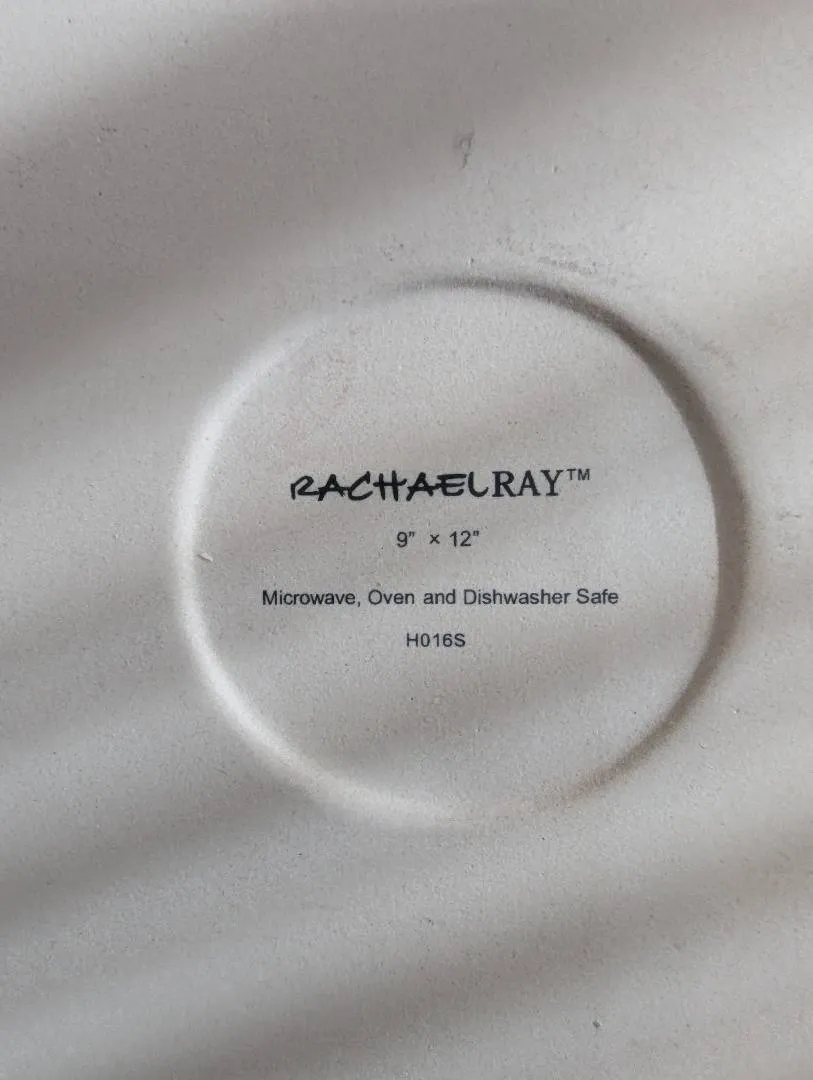 RACHAELRAY™
9” × 12”
Microwave, Oven and Dishwasher Safe
H016S